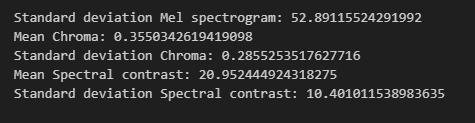 Standard deviation Mel spectrogram: 52.89115524291992
Mean Chroma: 0.3550342619419098
Standard deviation Chroma: 0.2855253517627716
Mean Spectral contrast: 20.952444924318275
Standard deviation Spectral contrast: 10.401011538983635